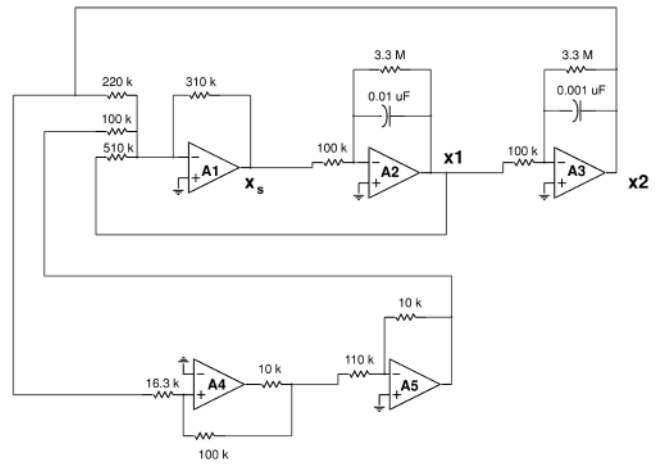 3.3 M
3.3 M
220 k
310 k
0.01 uF
0.001 uF
100 k
510 k
100 k
x1
100 k
−
+
A1
−
+
A2
−
+
A3
xs
x2
10 k
16.3 k
−
+
A4
10 k
110 k
−
+
A5
100 k